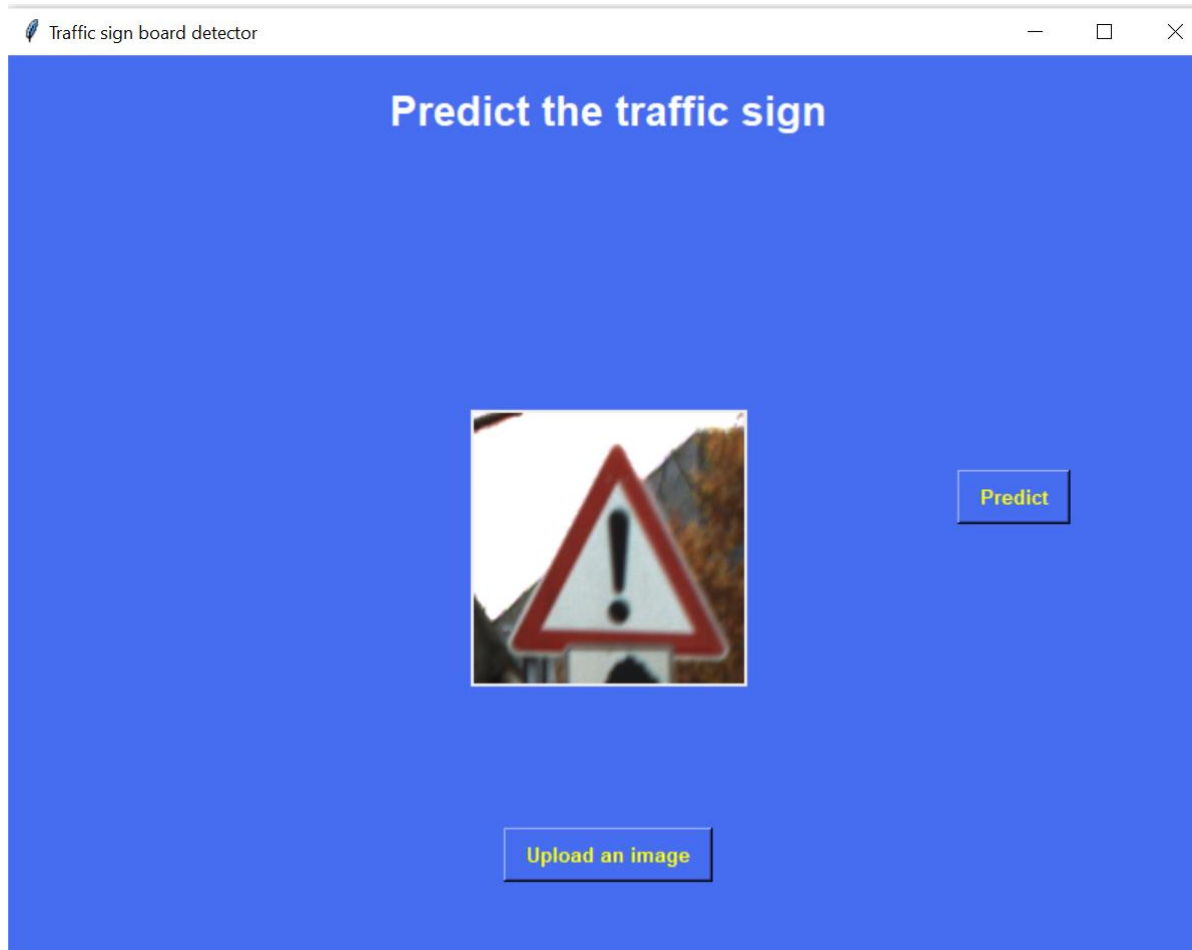 Traffic sign board detector
Predict the traffic sign
!
Predict
Upload an image